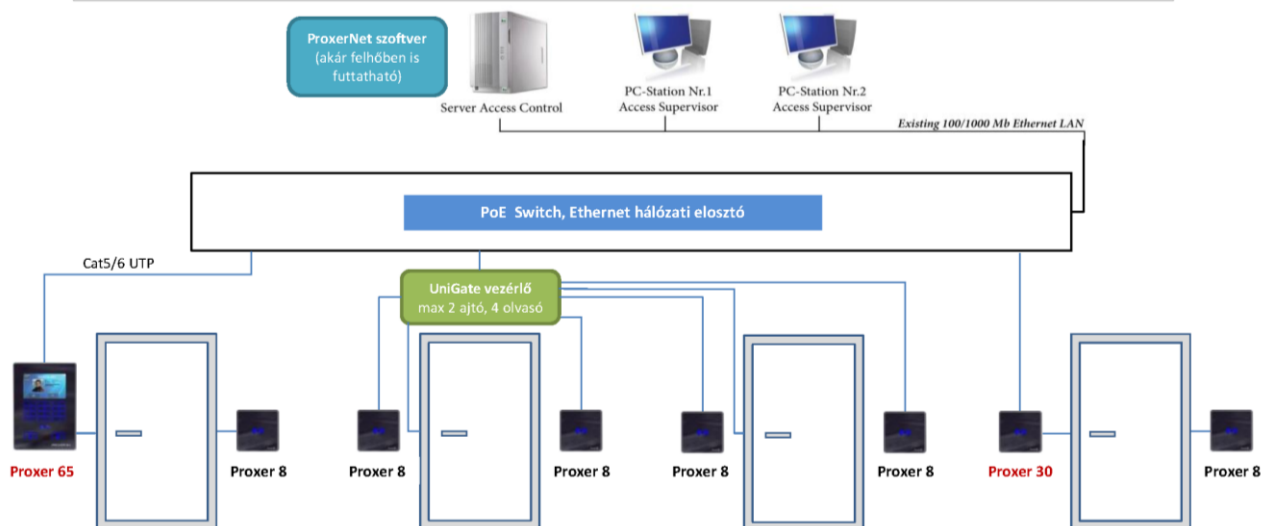 ProxerNet szoftver
(akár felhőben is
futtatható)
Server Access Control
PC-Station Nr.1
Access Supervisor
PC-Station Nr.2
Access Supervisor
Existing 100/1000 Mb Ethernet LAN
PoE Switch, Ethernet hálózati elosztó
Cat5/6 UTP
UniGate vezérlő
max 2 ajtó, 4 olvasó
Proxer 65
Proxer 8
Proxer 8
Proxer 8
Proxer 8
Proxer 8
Proxer 30
Proxer 8